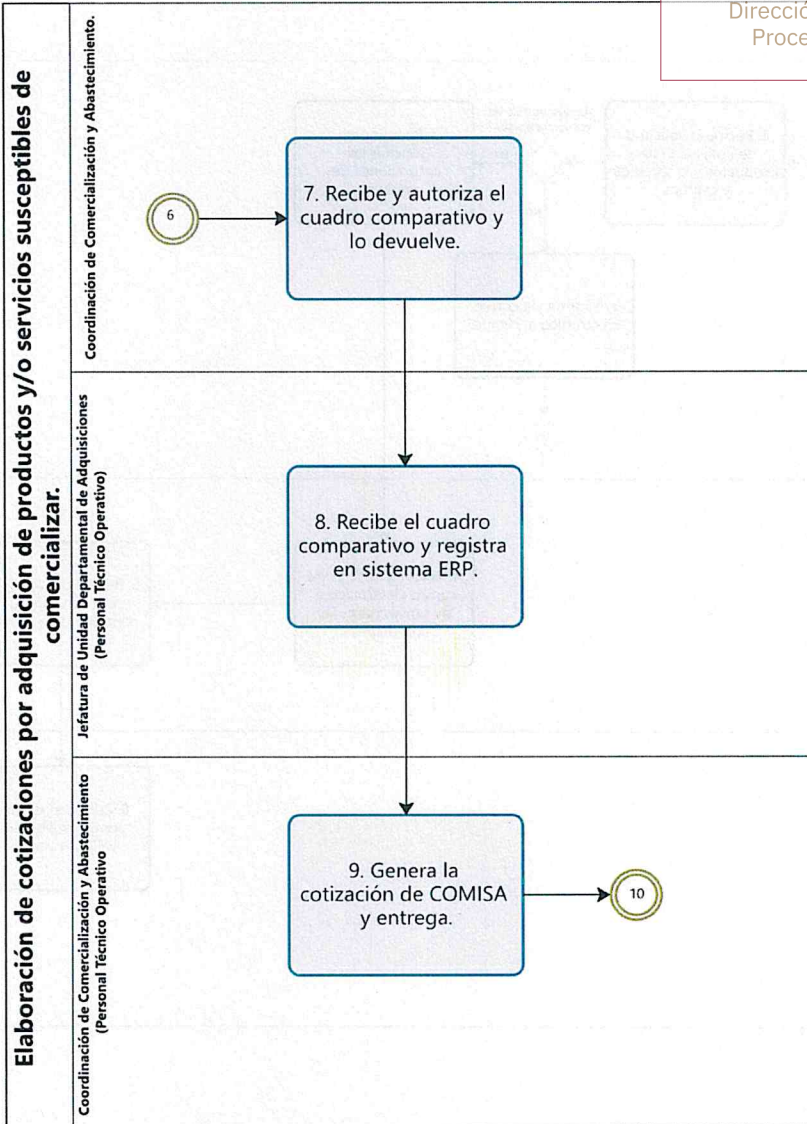 Direcció
Proce
Elaboración de cotizaciones por adquisición de productos y/o servicios susceptibles de
comercializar.
Coordinación de Comercialización y Abastecimiento.
6
7. Recibe y autoriza el
cuadro comparativo y
lo devuelve.
Jefatura de Unidad Departamental de Adquisiciones
(Personal Técnico Operativo)
8. Recibe el cuadro
comparativo y registra
en sistema ERP.
Coordinación de Comercialización y Abastecimiento
(Personal Técnico Operativo
9. Genera la
cotización de COMISA
y entrega.
10